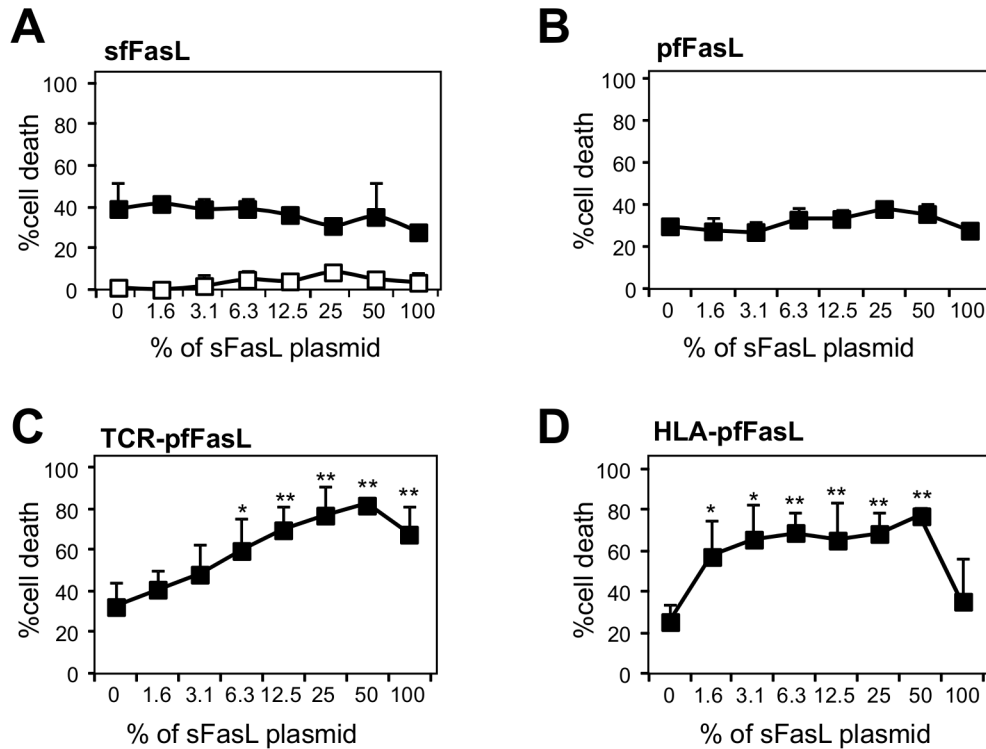 A
sfFasL
100
80
60
40
20
0
%cell death
0 1.6 3.1 6.3 12.5 25 50 100
% of sFasL plasmid
B
pfFasL
100
80
60
40
20
0
%cell death
0 1.6 3.1 6.3 12.5 25 50 100
% of sFasL plasmid
C
TCR-pfFasL
100
80
60
40
20
0
%cell death
* ** ** ** **
0 1.6 3.1 6.3 12.5 25 50 100
% of sFasL plasmid
D
HLA-pfFasL
100
80
60
40
20
0
%cell death
* * ** ** ** **
0 1.6 3.1 6.3 12.5 25 50 100
% of sFasL plasmid